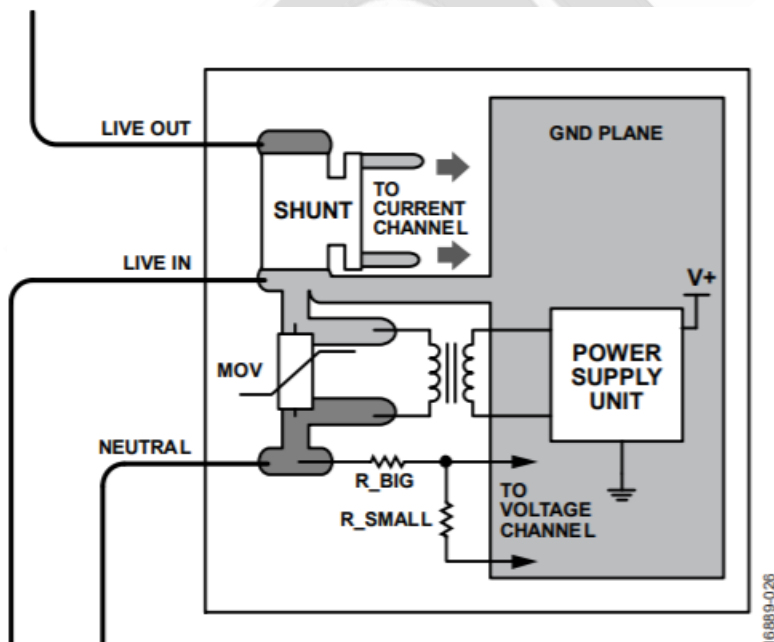 LIVE OUT
GND PLANE
SHUNT
TO
CURRENT
CHANNEL
LIVE IN
V+
MOV
POWER
SUPPLY
UNIT
NEUTRAL
R_BIG
R_SMALL
TO
VOLTAGE
CHANNEL
16889-026